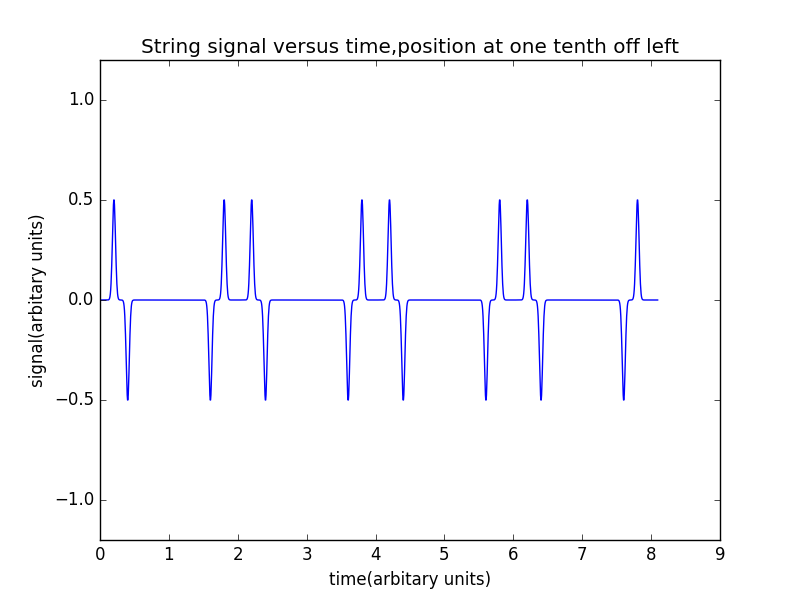 String signal versus time,position at one tenth off left
1.0
0.5
0.0
−0.5
−1.0
signal(arbitary units)
0 1 2 3 4 5 6 7 8 9
time(arbitary units)